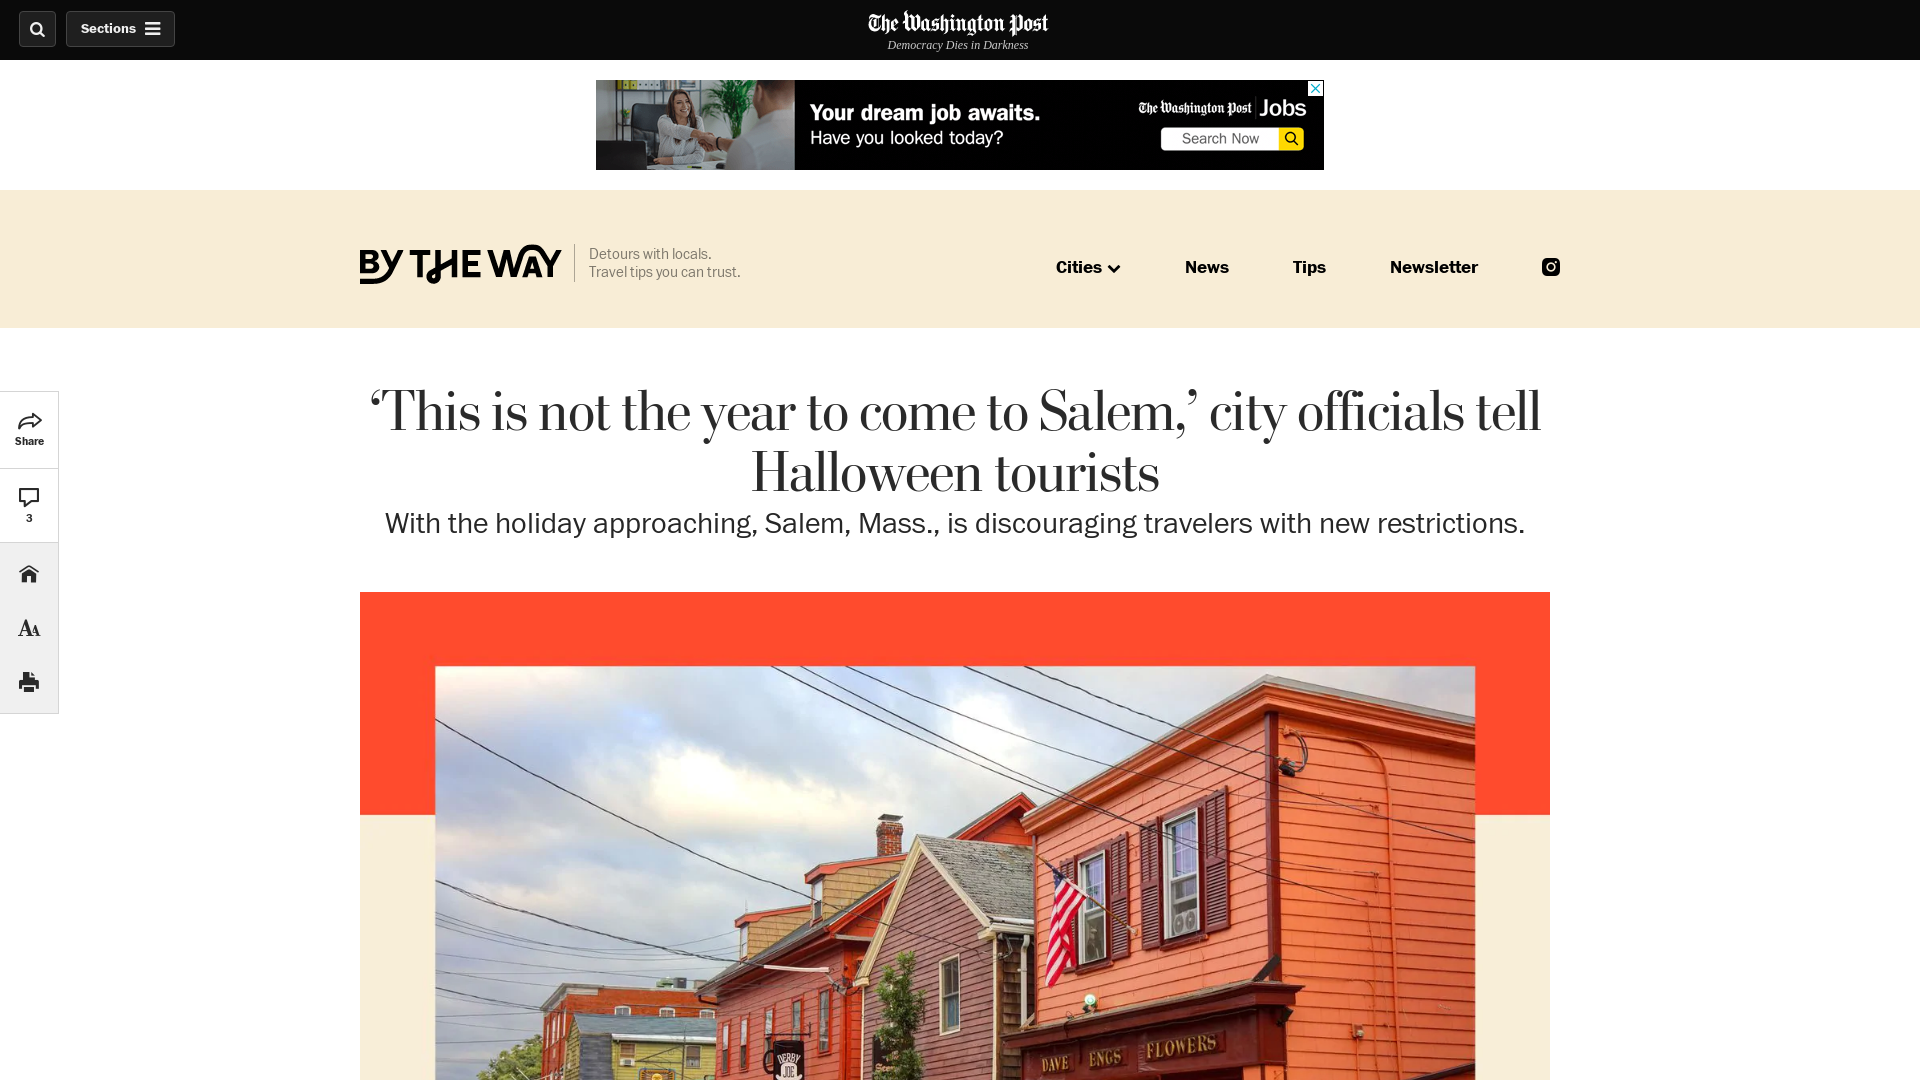 Sections
The Washington Post
Democracy Dies in Darkness
Your dream job awaits.
Have you looked today?
The Washington Post Jobs
Search Now
BY THE WAY
Detours with locals.
Travel tips you can trust.
Cities
News
Tips
Newsletter
‘This is not the year to come to Salem,’ city officials tell
Halloween tourists
With the holiday approaching, Salem, Mass., is discouraging travelers with new restrictions.
Share
3
AA
DERBY
JOE
DAVE ENGS FLOWERS